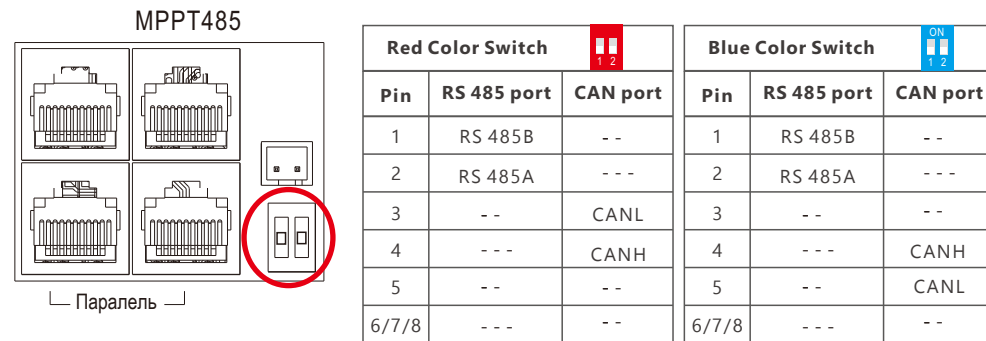 MPPT485
Паралель
Red Color Switch
1 2
Pin RS 485 port CAN port
1 RS 485B - -
2 RS 485A - - -
3 - - CANL
4 - - - CANH
5 - - - -
6/7/8 - - - - -
Blue Color Switch
ON
1 2
Pin RS 485 port CAN port
1 RS 485B - -
2 RS 485A - - -
3 - - - -
4 - - - CANH
5 - - CANL
6/7/8 - - - - -